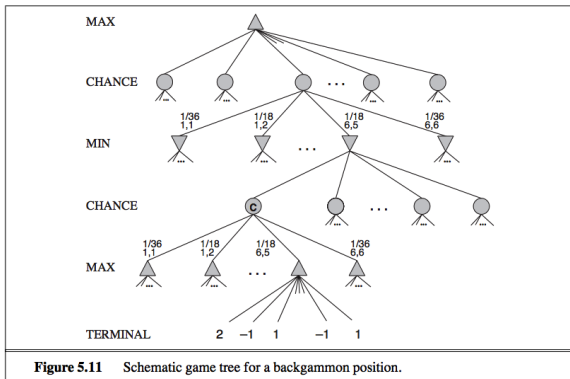 MAX
CHANCE
...
1/36 1/18 1/18 1/36
1,1 1,2 6,5 6,6
MIN
...
CHANCE
C
...
1/36 1/18 1/18 1/36
1,1 1,2 6,5 6,6
MAX
...
TERMINAL 2 –1 1 –1 1
Figure 5.11 Schematic game tree for a backgammon position.